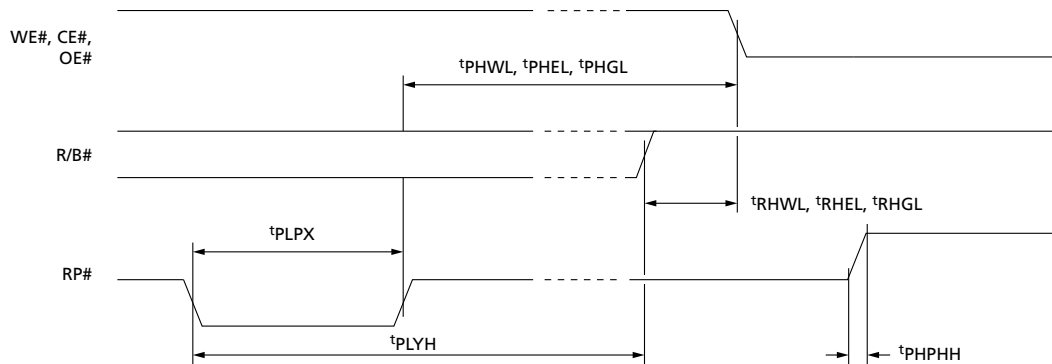 WE#, CE#,
OE#
tPHWL, tPHEL, tPHGL
R/B#
tRHWL, tRHEL, tRHGL
tPLPX
RP#
tPLYH
tPHPHH